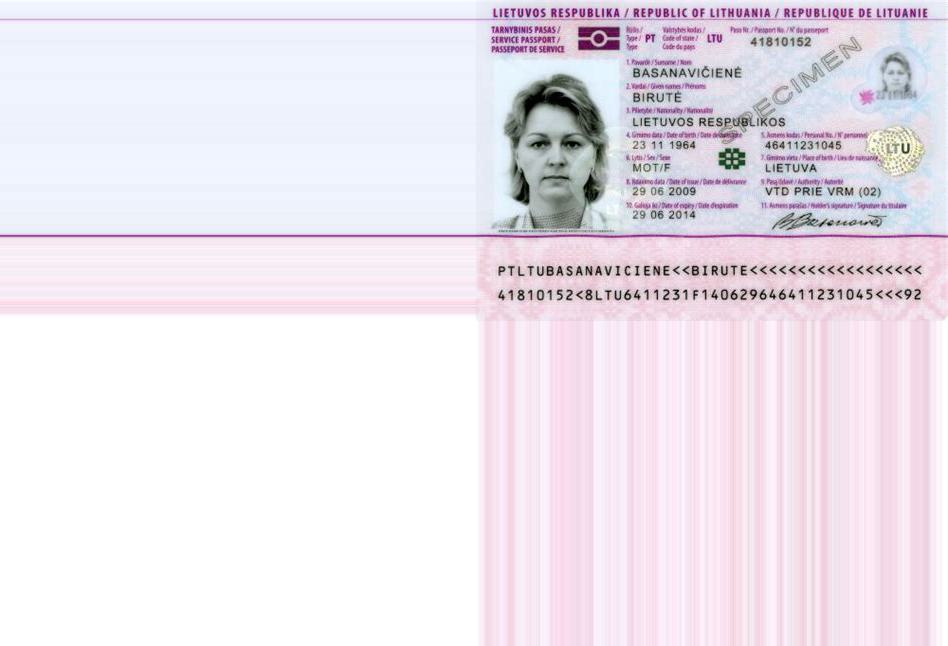 LIETUVOS RESPUBLIKA / REPUBLIC OF LITHUANIA / REPUBLIQUE DE LITUANIE
TARNYBINIS PASAS /
SERVICE PASSPORT /
PASSEPORT DE SERVICE
Rūšis / Type / Type PT
Valstybės kodas / Code of state / Code du pays LTU
Paso Nr. / Passport No. / N° du passeport
41810152
1. Pavardė / Surname / Nom
BASANAVIČIENĖ
2. Vardai / Given names / Prénoms
BIRUTĖ
3. Pilietybė / Nationality / Nationalité
LIETUVOS RESPUBLIKOS
4. Gimimo data / Date of birth / Date de naissance
23 11 1964
5. Asmens kodas / Personal No. / N° personnel
46411231045
6. Lytis / Sex / Sexe
MOT/F
7. Gimimo vieta / Place of birth / Lieu de naissance
LIETUVA
8. Išdavimo data / Date of issue / Date de délivrance
29 06 2009
9. Pasą išdavė / Authority / Autorité
VTD PRIE VRM (02)
10. Galioja iki / Date of expiry / Date d'expiration
29 06 2014
11. Asmens parašas / Holder's signature / Signature du titulaire
SPECIMEN
LTU
PTLTUBASANAVICIENE<<BIRUTE<<<<<<<<<<<<<<<<<<
41810152<8LTU6411231F14062964​6411231045<<<92